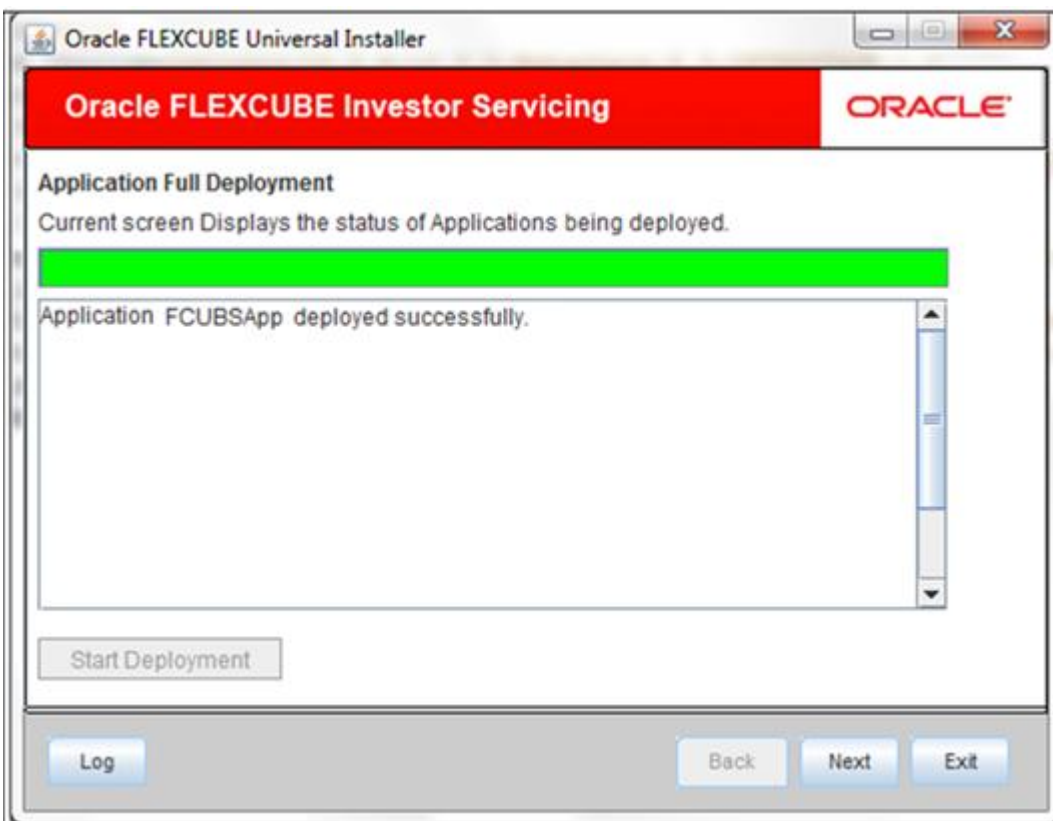 Oracle FLEXCUBE Universal Installer
Oracle FLEXCUBE Investor Servicing
ORACLE
Application Full Deployment
Current screen Displays the status of Applications being deployed.
Application FCUBSApp deployed successfully.
Start Deployment
Log Back Next Exit